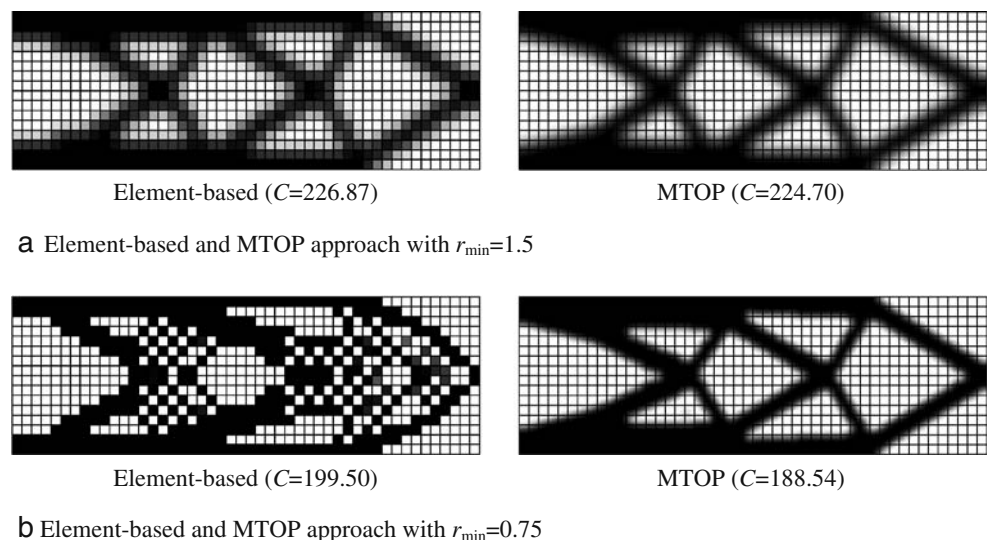 Element-based (C=226.87)
MTOP (C=224.70)
a Element-based and MTOP approach with rmin=1.5
Element-based (C=199.50)
MTOP (C=188.54)
b Element-based and MTOP approach with rmin=0.75